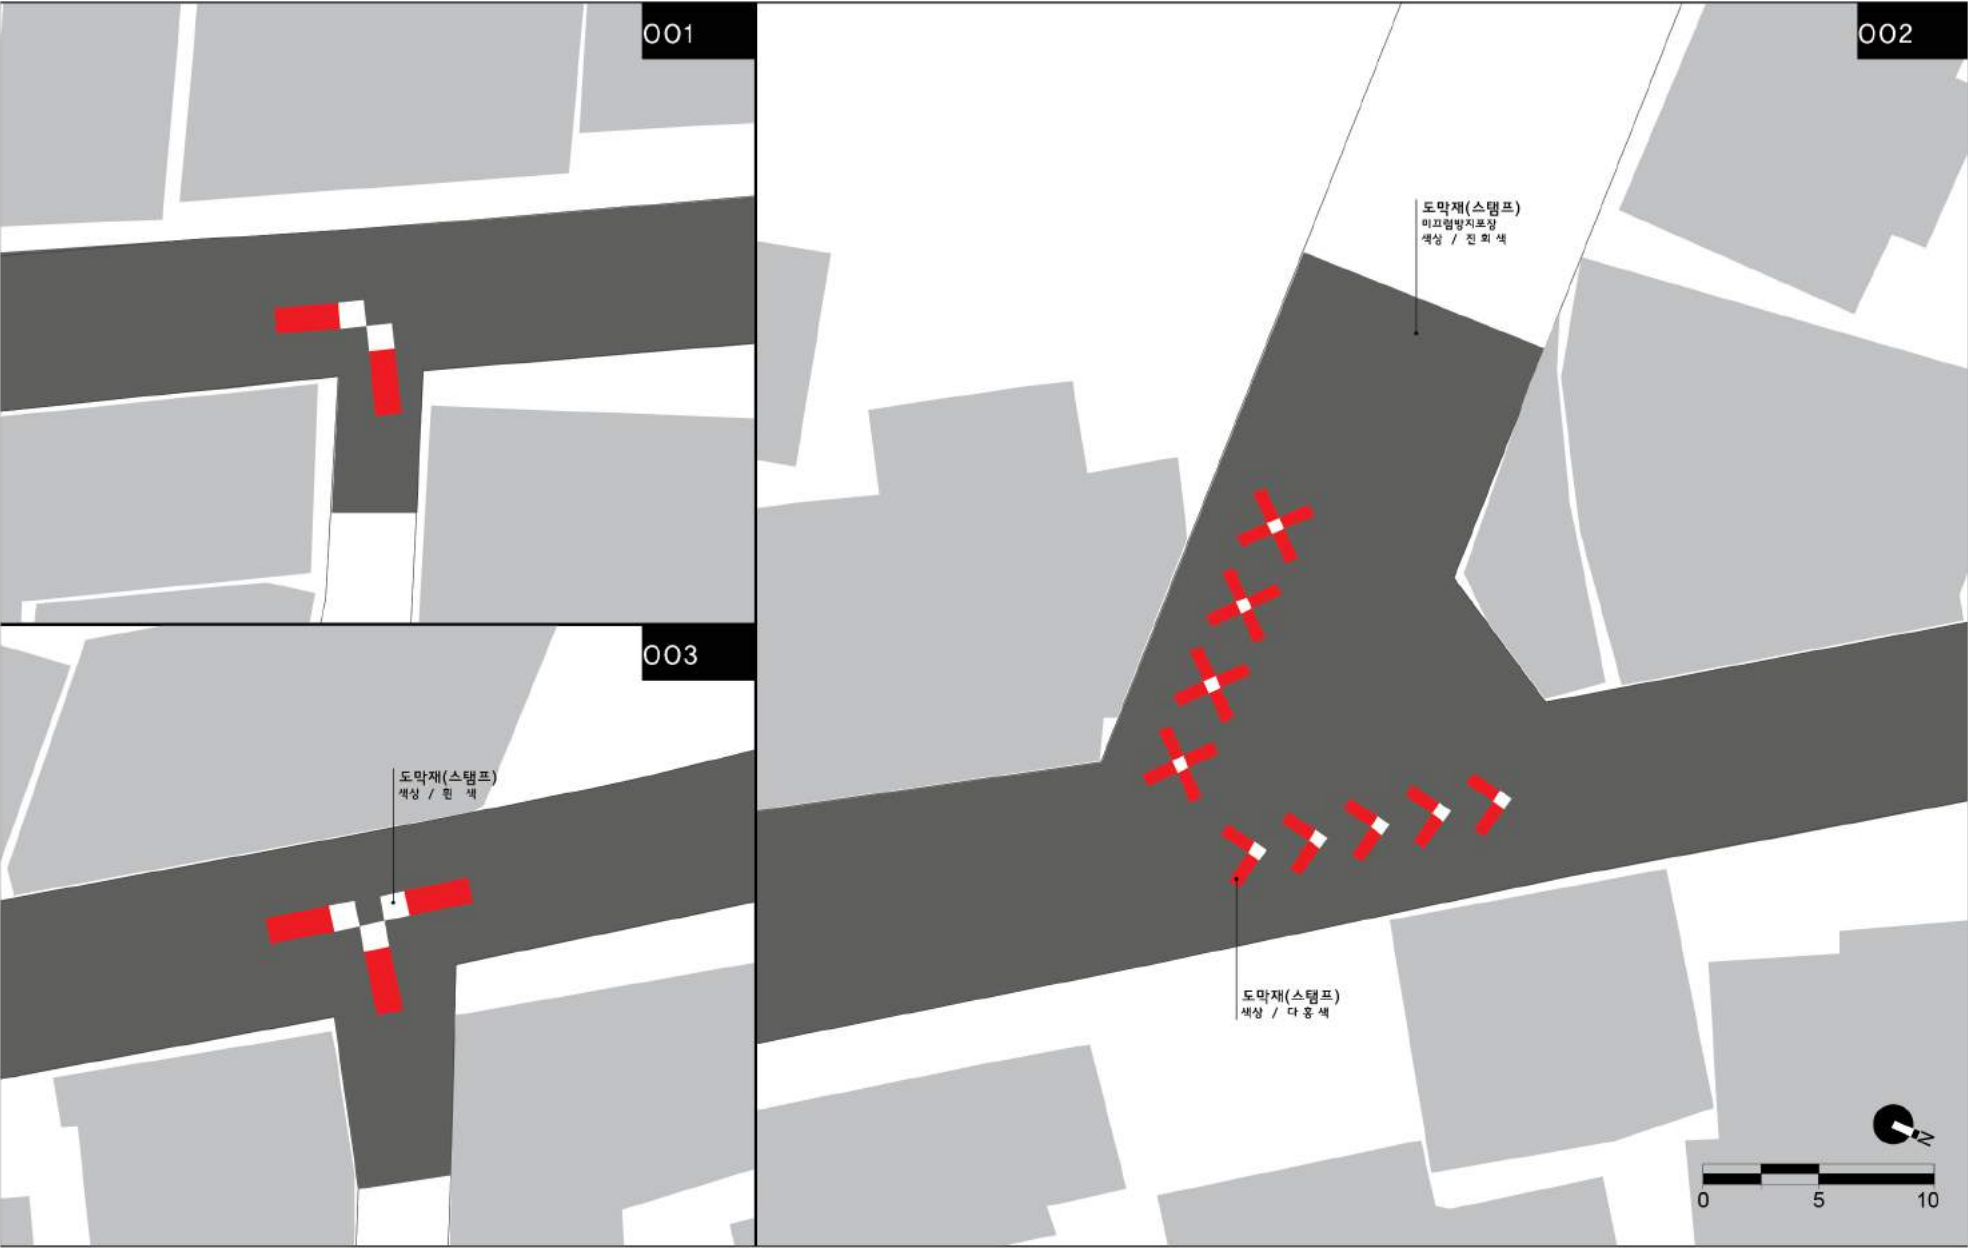 001
002
도막재(스탬프)
미끄럼방지포장
색상 / 진 회 색
003
도막재(스탬프)
색상 / 흰 색
도막재(스탬프)
색상 / 다 홍 색
N
0 5 10